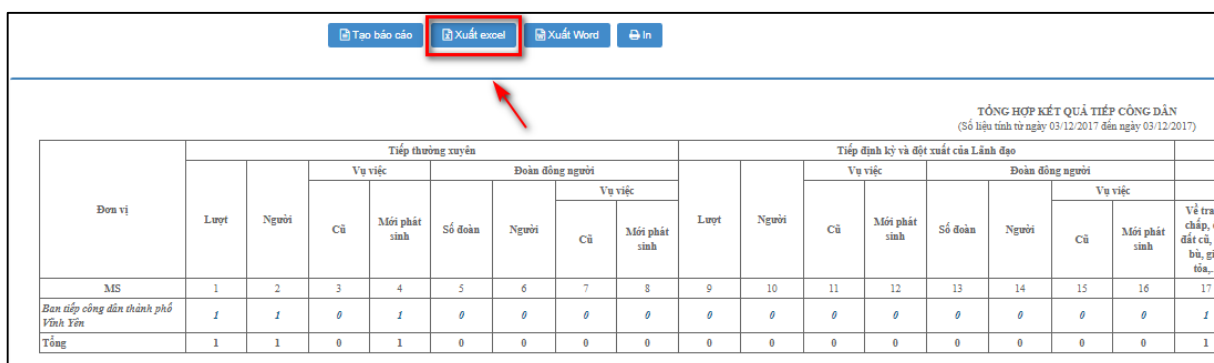 Tạo báo cáo Xuất excel Xuất Word In
TỔNG HỢP KẾT QUẢ TIẾP CÔNG DÂN
(Số liệu tính từ ngày 03/12/2017 đến ngày 03/12/2017)
Đơn vị
Tiếp thường xuyên
Tiếp định kỳ và đột xuất của Lãnh đạo
Lượt
Người
Vụ việc
Đoàn đông người
Cũ
Mới phát
sinh
Số đoàn
Người
Vụ việc
Cũ
Mới phát
sinh
Lượt
Người
Vụ việc
Đoàn đông người
Cũ
Mới phát
sinh
Số đoàn
Người
Vụ việc
Cũ
Mới phát
sinh
Về
chấp,
đất cũ,
bù,
tỏa,..
MS 1 2 3 4 5 6 7 8 9 10 11 12 13 14 15 16 17
Ban tiếp công dân thành phố
Vĩnh Yên
1 1 0 1 0 0 0 0 0 0 0 0 0 0 0 0 1
Tổng 1 1 0 1 0 0 0 0 0 0 0 0 0 0 0 0 1